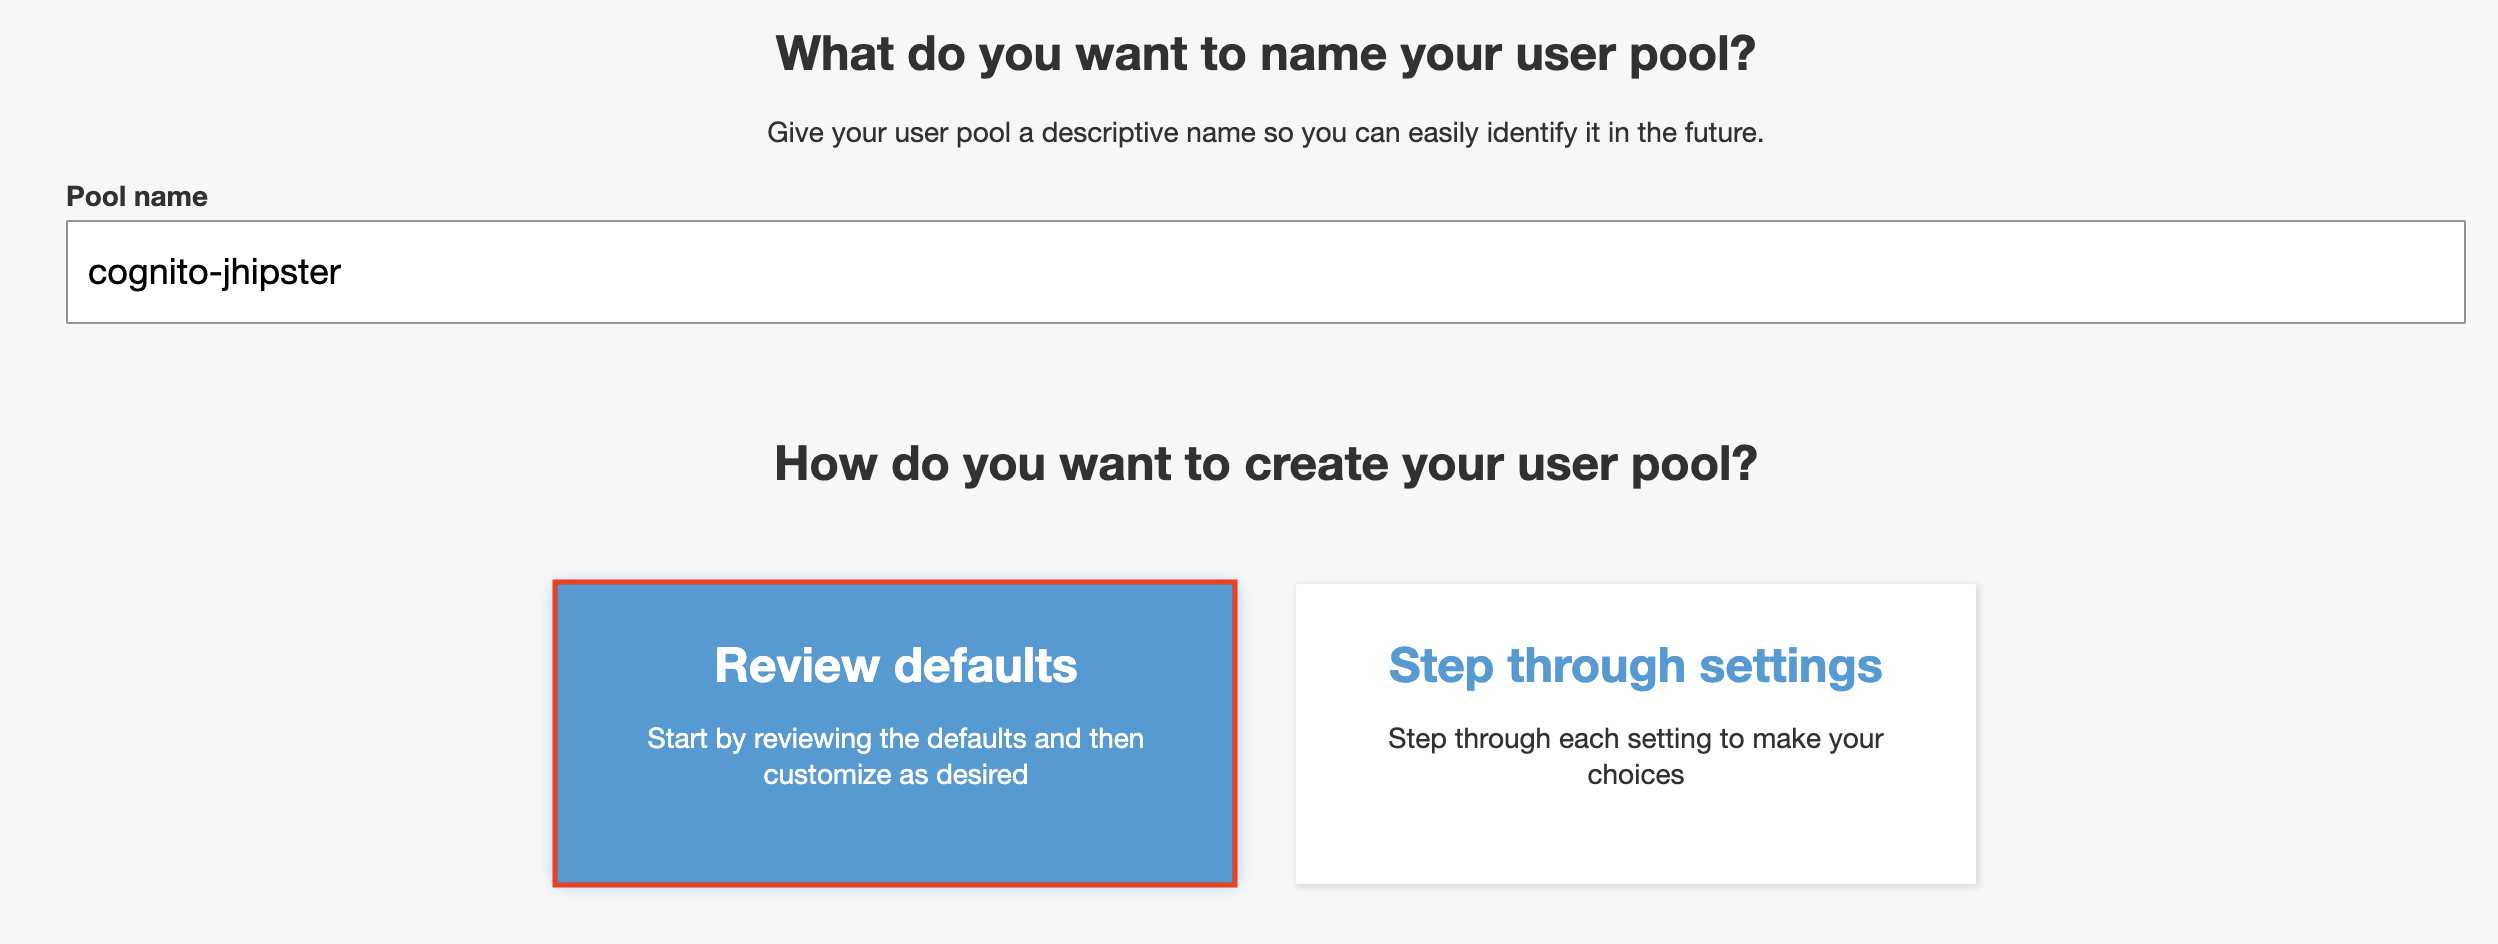 What do you want to name your user pool?
Give your user pool a descriptive name so you can easily identify it in the future.
Pool name
cognito-jhipster
How do you want to create your user pool?
Review defaults
Start by reviewing the defaults and then
customize as desired
Step through settings
Step through each setting to make your
choices